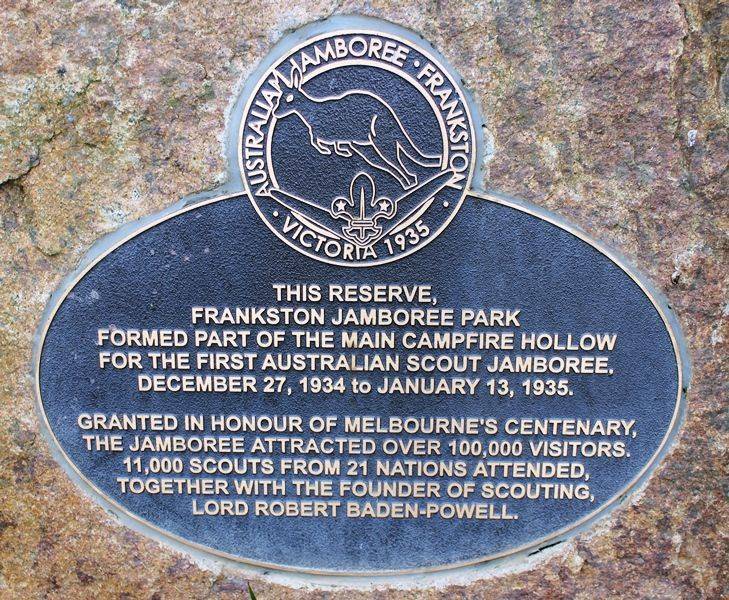 AUSTRALIAN JAMBOREE · FRANKSTON
· VICTORIA 1935 ·
THIS RESERVE,
FRANKSTON JAMBOREE PARK
FORMED PART OF THE MAIN CAMPFIRE HOLLOW
FOR THE FIRST AUSTRALIAN SCOUT JAMBOREE,
DECEMBER 27, 1934 to JANUARY 13, 1935.
GRANTED IN HONOUR OF MELBOURNE'S CENTENARY,
THE JAMBOREE ATTRACTED OVER 100,000 VISITORS.
11,000 SCOUTS FROM 21 NATIONS ATTENDED,
TOGETHER WITH THE FOUNDER OF SCOUTING,
LORD ROBERT BADEN-POWELL.